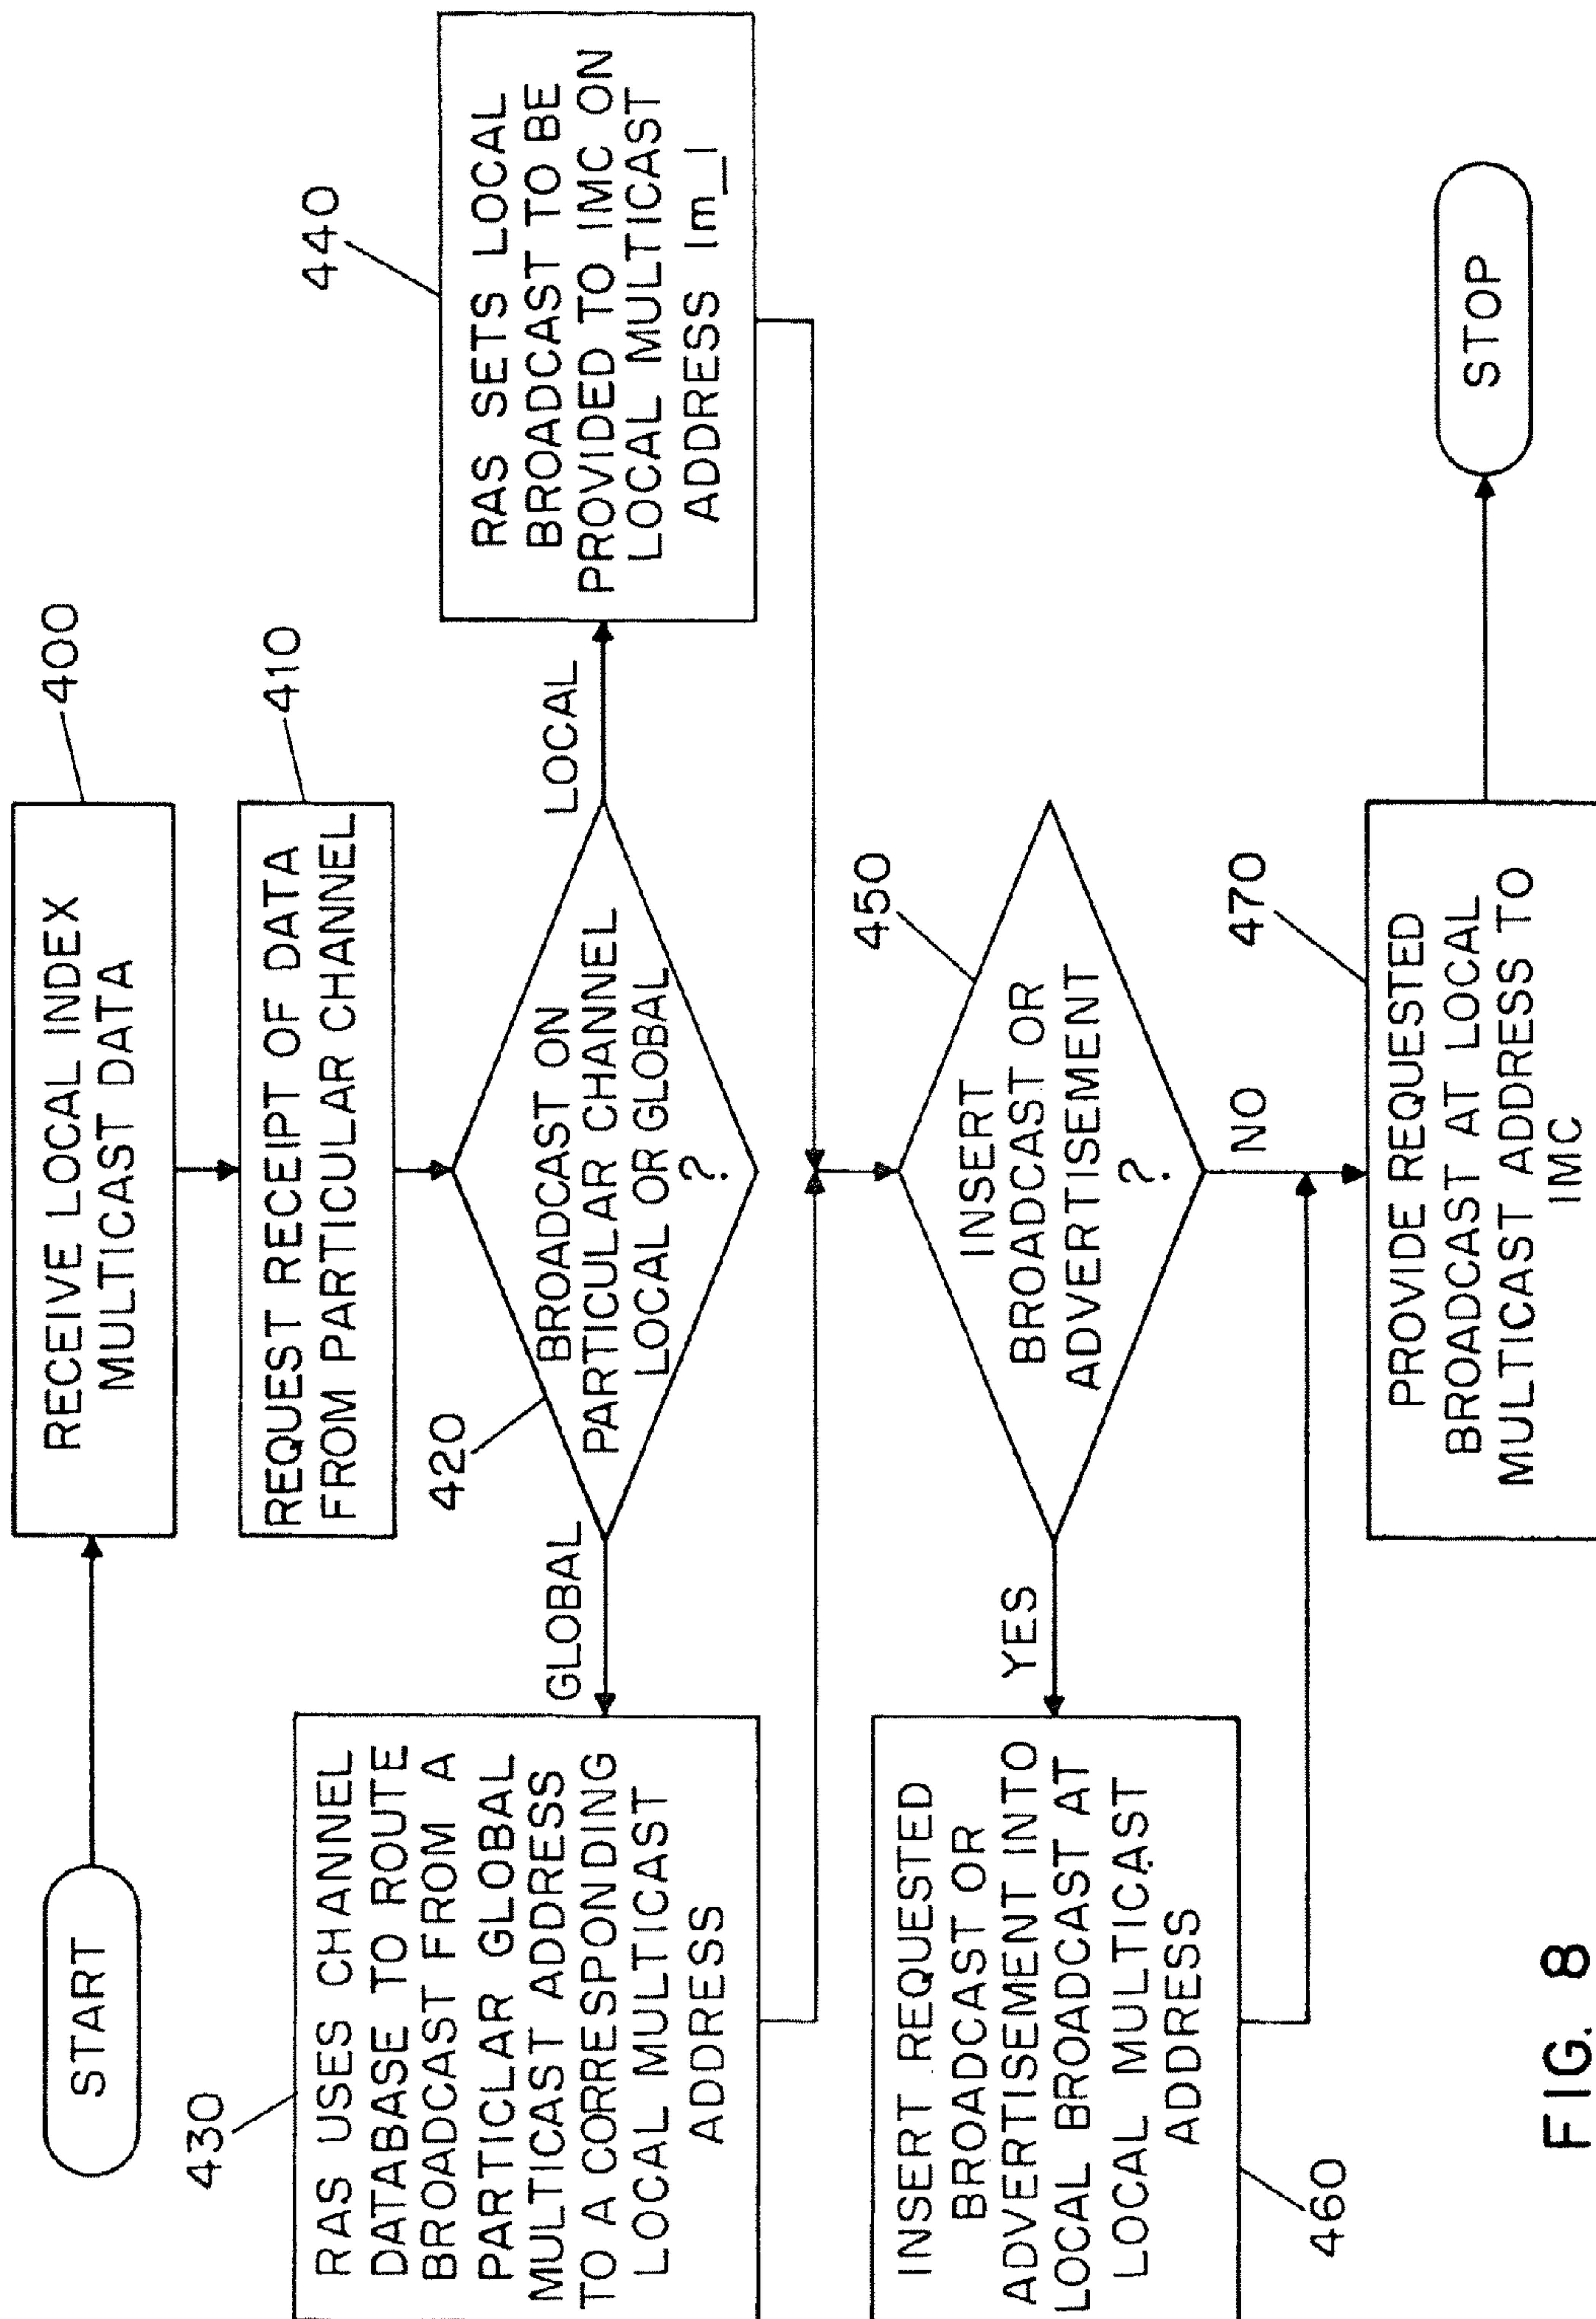 START
RECEIVE LOCAL INDEX
MULTICAST DATA
400
REQUEST RECEIPT OF DATA
FROM PARTICULAR CHANNEL
410
BROADCAST ON
PARTICULAR CHANNEL
LOCAL OR GLOBAL
?
420
GLOBAL
LOCAL
430
RAS USES CHANNEL
DATABASE TO ROUTE
BROADCAST FROM A
PARTICLAR GLOBAL
MULTICAST ADDRESS
TO A CORRESPONDING
LOCAL MULTICAST
ADDRESS
440
RAS SETS LOCAL
BROADCAST TO BE
PROVIDED TO IMC ON
LOCAL MULTICAST
ADDRESS lm_l
450
INSERT
BROADCAST OR
ADVERTISEMENT
?
YES
NO
INSERT REQUESTED
BROADCAST OR
ADVERTISEMENT INTO
LOCAL BROADCAST AT
LOCAL MULTICAST
ADDRESS
460
470
PROVIDE REQUESTED
BROADCAST AT LOCAL
MULTICAST ADDRESS TO
IMC
STOP
FIG. 8